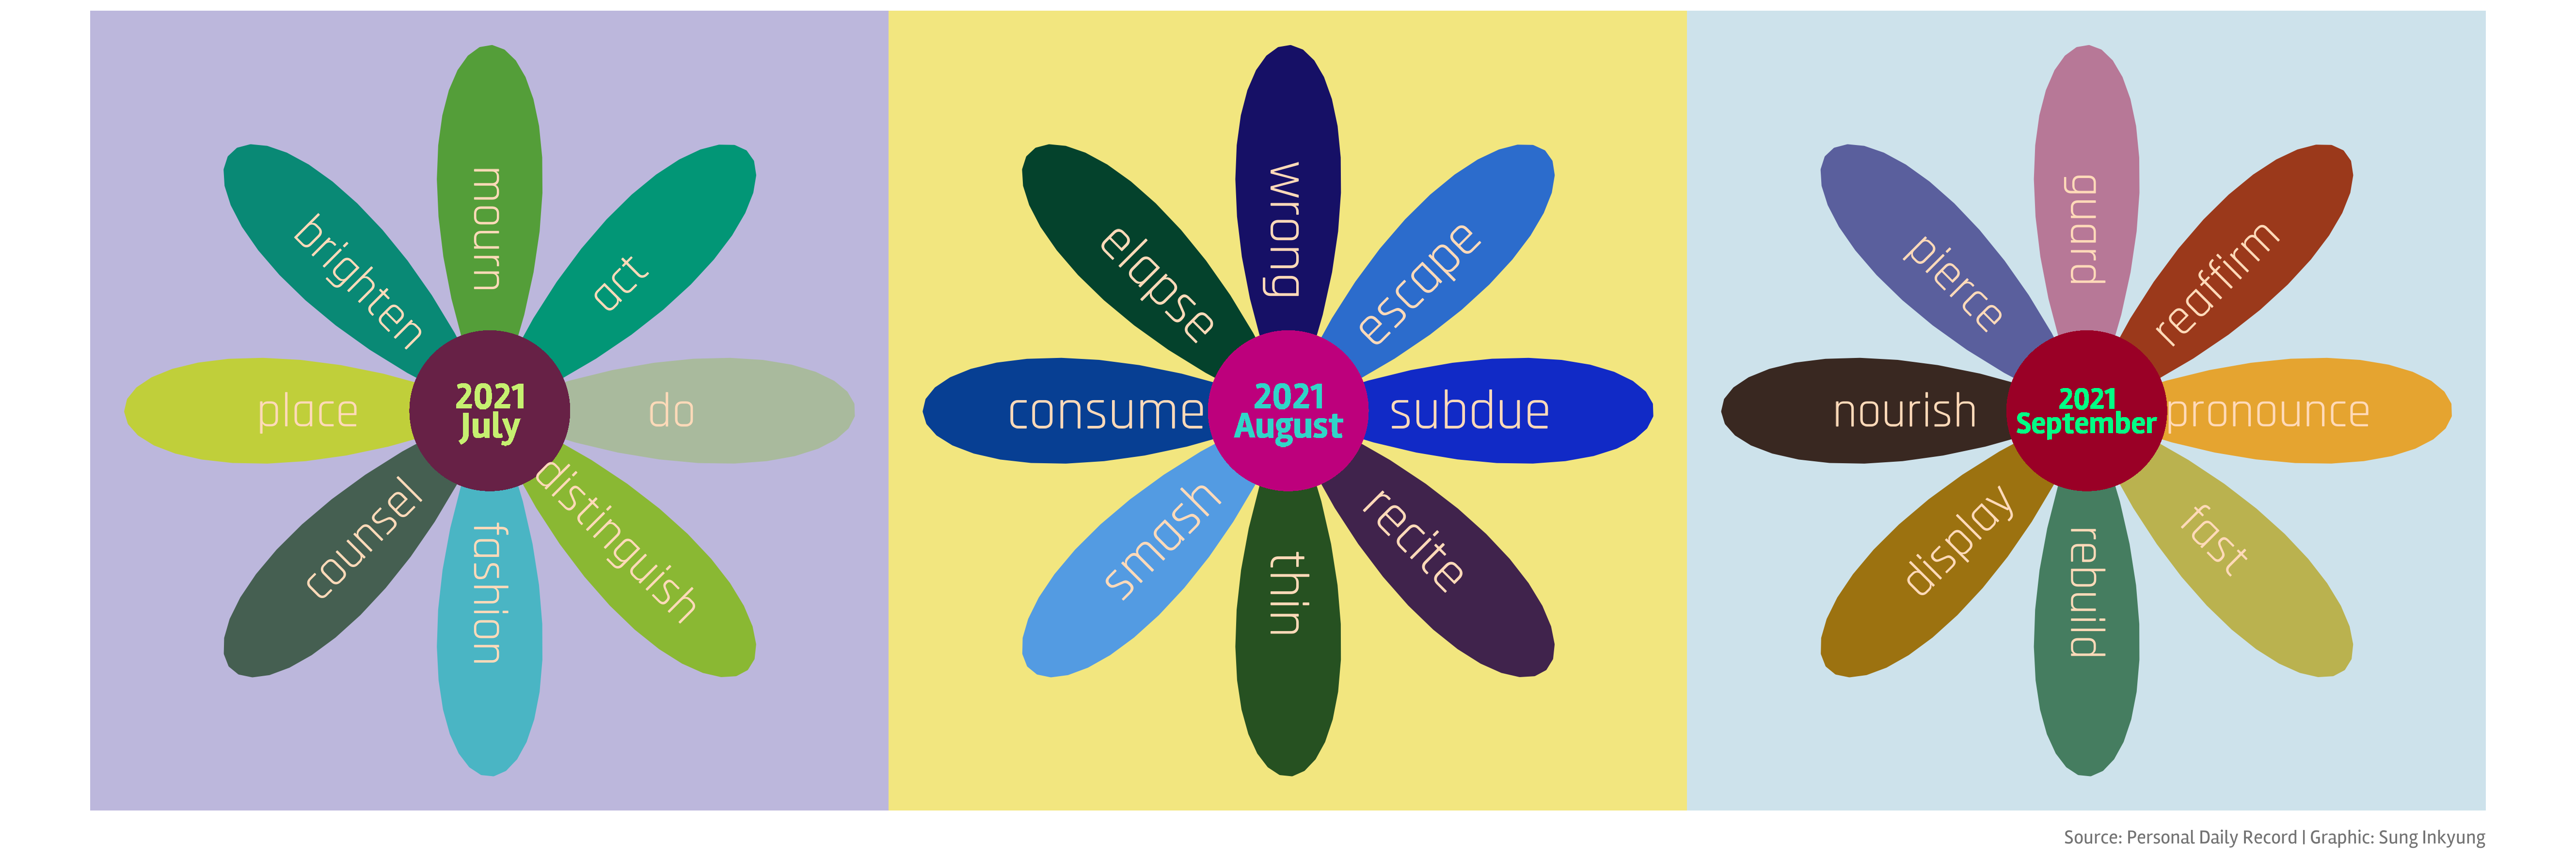 mourn
act
do
distinguish
fashion
counsel
place
brighten
2021
July
wrong
escape
subdue
recite
thin
smash
consume
elapse
2021
August
guard
reaffirm
pronounce
fast
rebuild
display
nourish
pierce
2021
September
Source: Personal Daily Record | Graphic: Sung Inkyung